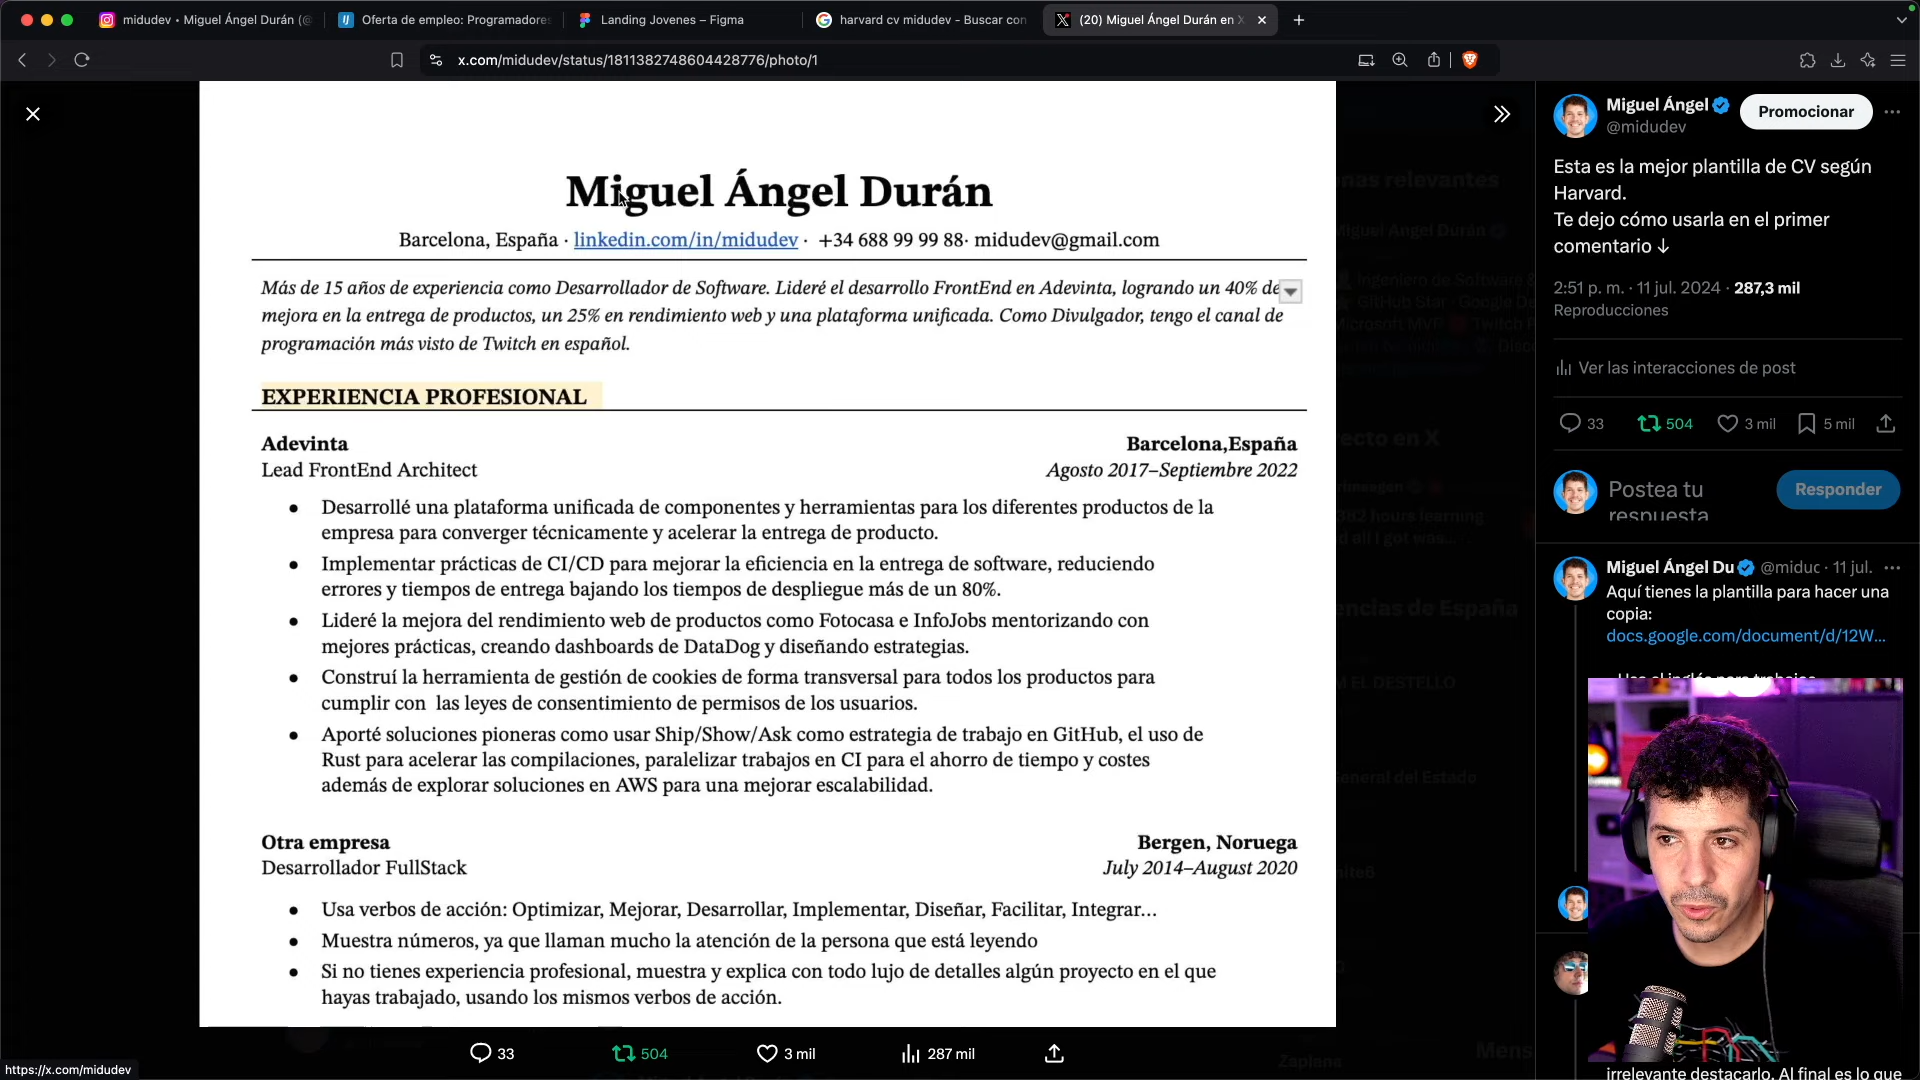 midudev • Miguel Ángel Durán (@
Oferta de empleo: Programadores
Landing Jovenes – Figma
harvard cv midudev - Buscar con
(20) Miguel Ángel Durán en X
x.com/midudev/status/1811382748604428776/photo/1
Miguel Ángel Durán
Barcelona, España · linkedin.com/in/midudev · +34 688 99 99 88· midudev@gmail.com
Más de 15 años de experiencia como Desarrollador de Software. Lideré el desarrollo FrontEnd en Adevinta, logrando un 40% de
mejora en la entrega de productos, un 25% en rendimiento web y una plataforma unificada. Como Divulgador, tengo el canal de
programación más visto de Twitch en español.
EXPERIENCIA PROFESIONAL
Adevinta
Barcelona,España
Lead FrontEnd Architect
Agosto 2017–Septiembre 2022
● Desarrollé una plataforma unificada de componentes y herramientas para los diferentes productos de la
empresa para converger técnicamente y acelerar la entrega de producto.
● Implementar prácticas de CI/CD para mejorar la eficiencia en la entrega de software, reduciendo
errores y tiempos de entrega bajando los tiempos de despliegue más de un 80%.
● Lideré la mejora del rendimiento web de productos como Fotocasa e InfoJobs mentorizando con
mejores prácticas, creando dashboards de DataDog y diseñando estrategias.
● Construí la herramienta de gestión de cookies de forma transversal para todos los productos para
cumplir con las leyes de consentimiento de permisos de los usuarios.
● Aporté soluciones pioneras como usar Ship/Show/Ask como estrategia de trabajo en GitHub, el uso de
Rust para acelerar las compilaciones, paralelizar trabajos en CI para el ahorro de tiempo y costes
además de explorar soluciones en AWS para una mejorar escalabilidad.
Otra empresa
Bergen, Noruega
Desarrollador FullStack
July 2014–August 2020
● Usa verbos de acción: Optimizar, Mejorar, Desarrollar, Implementar, Diseñar, Facilitar, Integrar...
● Muestra números, ya que llaman mucho la atención de la persona que está leyendo
● Si no tienes experiencia profesional, muestra y explica con todo lujo de detalles algún proyecto en el que
hayas trabajado, usando los mismos verbos de acción.
33
504
3 mil
287 mil
https://x.com/midudev
Miguel Ángel
@midudev
Promocionar
Esta es la mejor plantilla de CV según
Harvard.
Te dejo cómo usarla en el primer
comentario ↓
2:51 p. m. · 11 jul. 2024 · 287,3 mil
Reproducciones
Ver las interacciones de post
33
504
3 mil
5 mil
Postea tu
respuesta
Responder
Miguel Ángel Du @miduc · 11 jul.
Aquí tienes la plantilla para hacer una
copia:
docs.google.com/document/d/12W...
irrelevante destacarlo. Al final es lo que